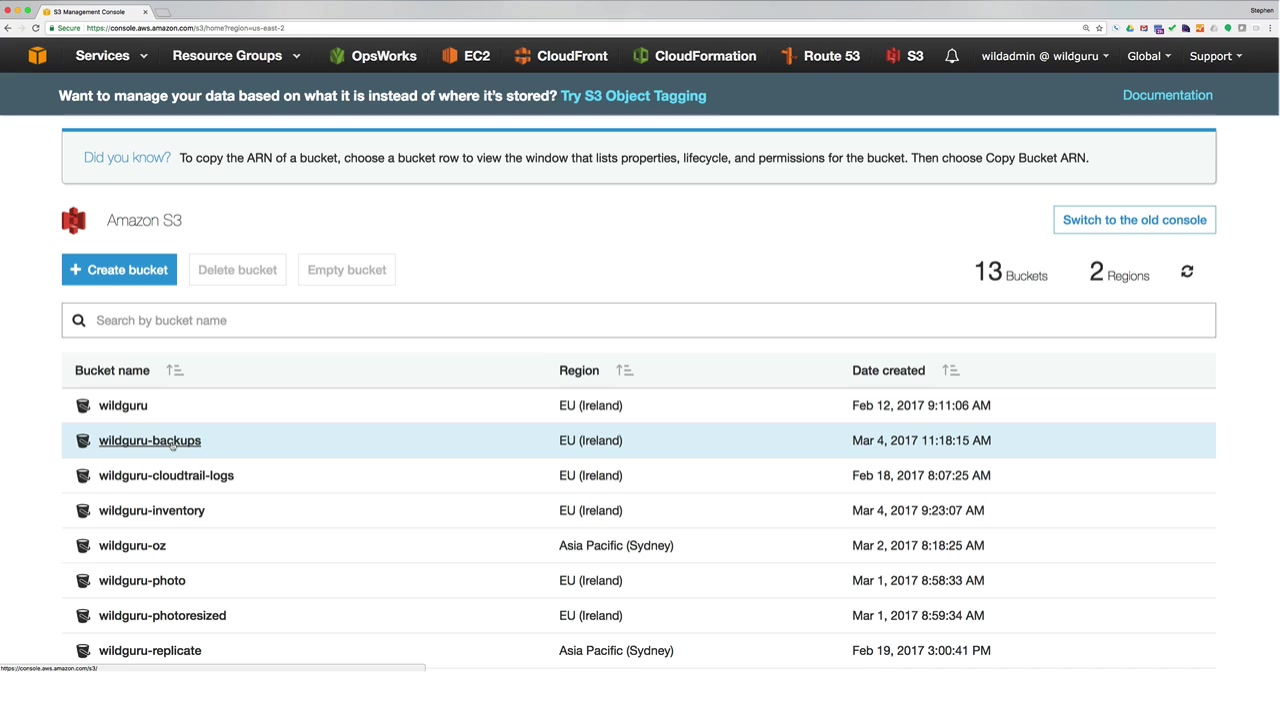 S3 Management Console
Stephen
Secure https://console.aws.amazon.com/s3/home?region=us-east-2
Services Resource Groups OpsWorks EC2 CloudFront CloudFormation Route 53 S3 wildadmin @ wildguru Global Support
Want to manage your data based on what it is instead of where it's stored? Try S3 Object Tagging Documentation
Did you know? To copy the ARN of a bucket, choose a bucket row to view the window that lists properties, lifecycle, and permissions for the bucket. Then choose Copy Bucket ARN.
Amazon S3 Switch to the old console
+ Create bucket Delete bucket Empty bucket 13 Buckets 2 Regions
Search by bucket name
Bucket name Region Date created
wildguru EU (Ireland) Feb 12, 2017 9:11:06 AM
wildguru-backups EU (Ireland) Mar 4, 2017 11:18:15 AM
wildguru-cloudtrail-logs EU (Ireland) Feb 18, 2017 8:07:25 AM
wildguru-inventory EU (Ireland) Mar 4, 2017 9:23:07 AM
wildguru-oz Asia Pacific (Sydney) Mar 2, 2017 8:18:25 AM
wildguru-photo EU (Ireland) Mar 1, 2017 8:58:33 AM
wildguru-photoresized EU (Ireland) Mar 1, 2017 8:59:34 AM
wildguru-replicate Asia Pacific (Sydney) Feb 19, 2017 3:00:41 PM
https://console.aws.amazon.com/s3/